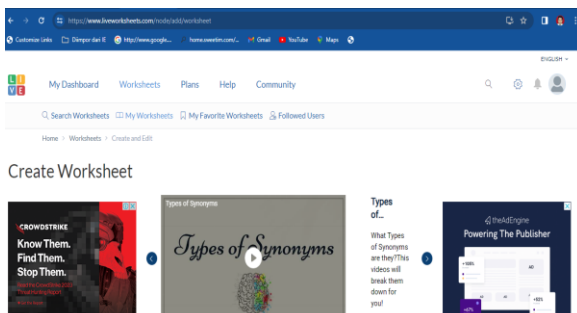 https://www.liveworksheets.com/node/add/worksheet
Customize Links Diimpor dari IE http://www.google... home.sweetim.com/... Gmail YouTube Maps
ENGLISH
LIVE
My Dashboard Worksheets Plans Help Community
Search Worksheets My Worksheets My Favorite Worksheets Followed Users
Home > Worksheets > Create and Edit
Create Worksheet
CROWDSTRIKE
Know Them.
Find Them.
Stop Them.
Types of Synonyms
Types of Synonyms
Types
of...
What Types
of Synonyms
are they?This
videos will
break them
down for
you!
theAdEngine
Powering The Publisher
AD